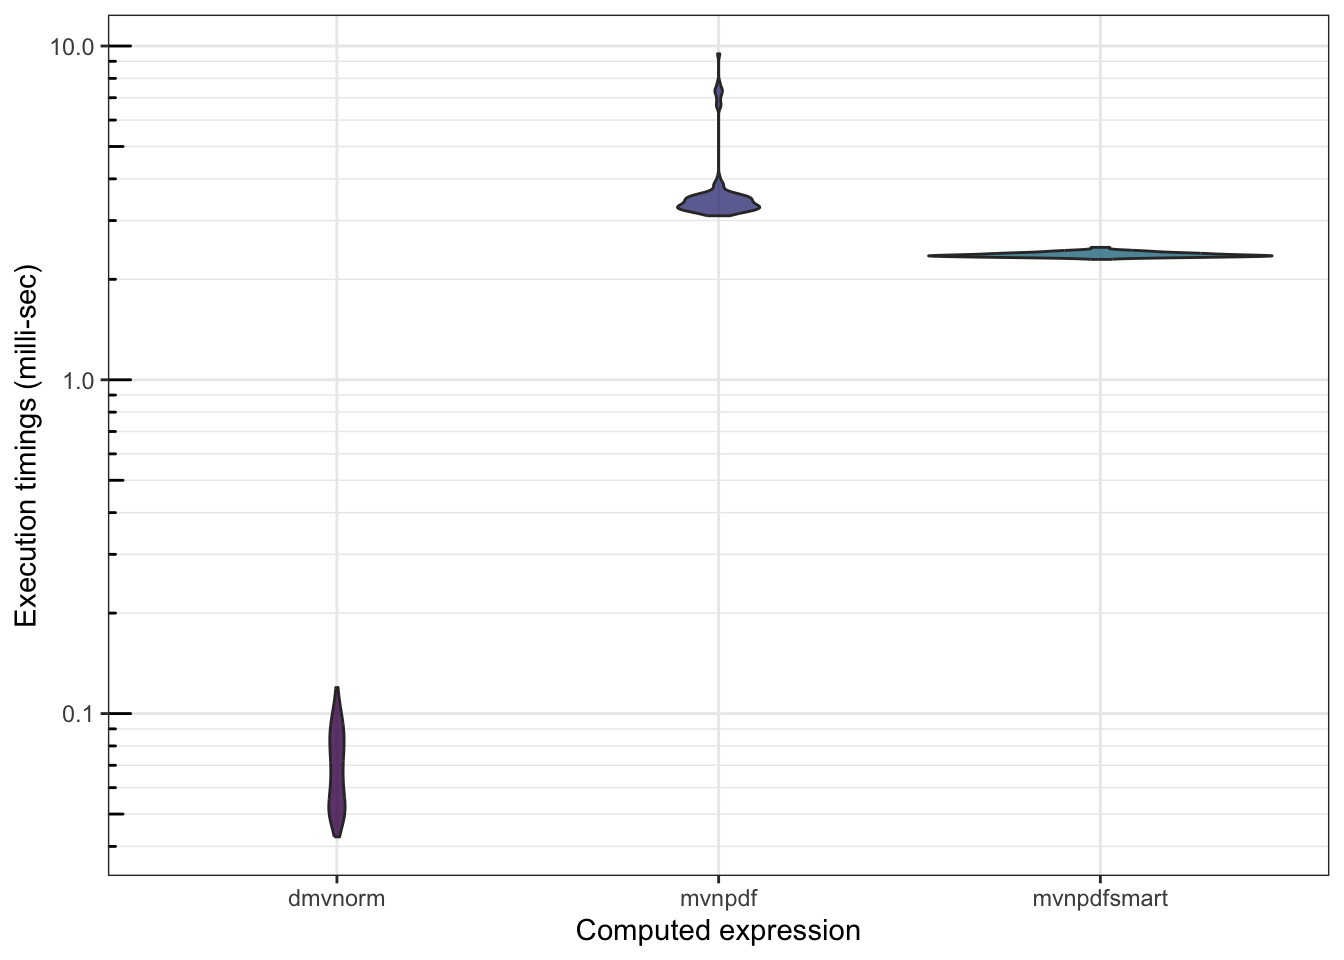 Execution timings (milli-sec)
10.0
1.0
0.1
dmvnorm
mvnpdf
mvnpdfsmart
Computed expression